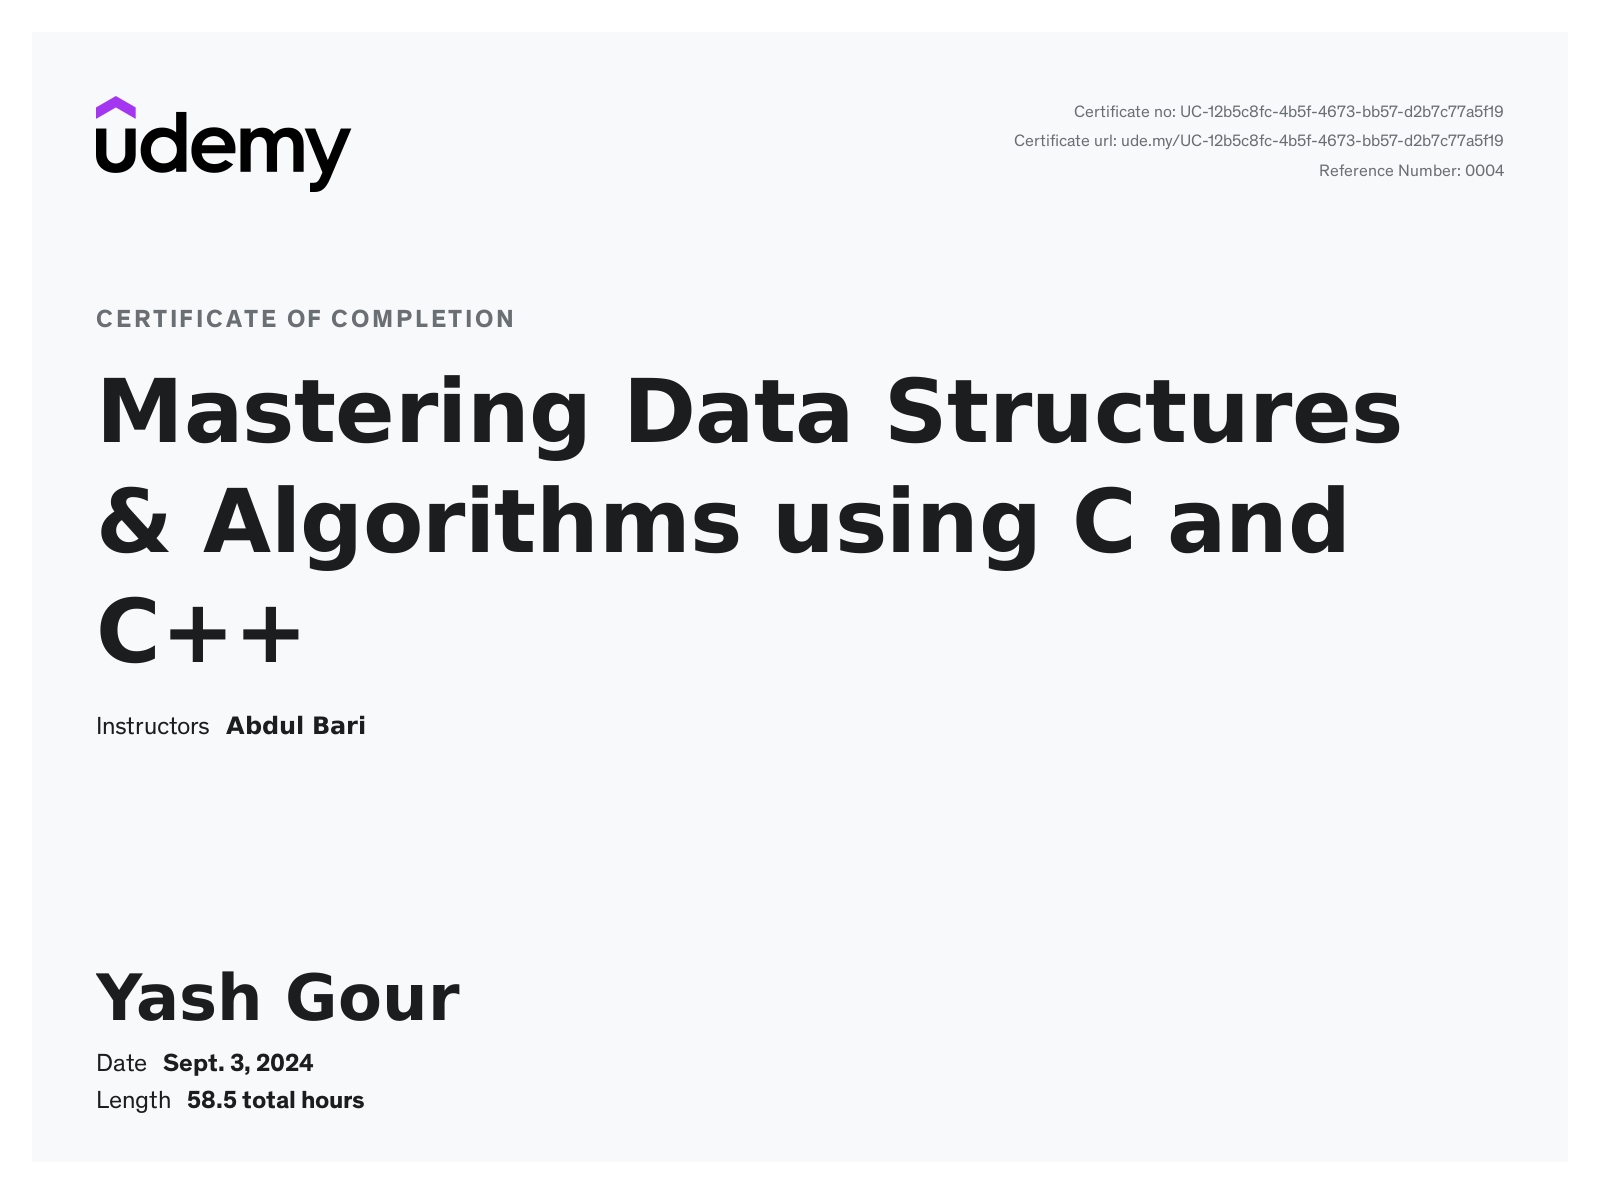 udemy
Certificate no: UC-12b5c8fc-4b5f-4673-bb57-d2b7c77a5f19
Certificate url: ude.my/UC-12b5c8fc-4b5f-4673-bb57-d2b7c77a5f19
Reference Number: 0004
CERTIFICATE OF COMPLETION
Mastering Data Structures
& Algorithms using C and
C++
Instructors Abdul Bari
Yash Gour
Date Sept. 3, 2024
Length 58.5 total hours